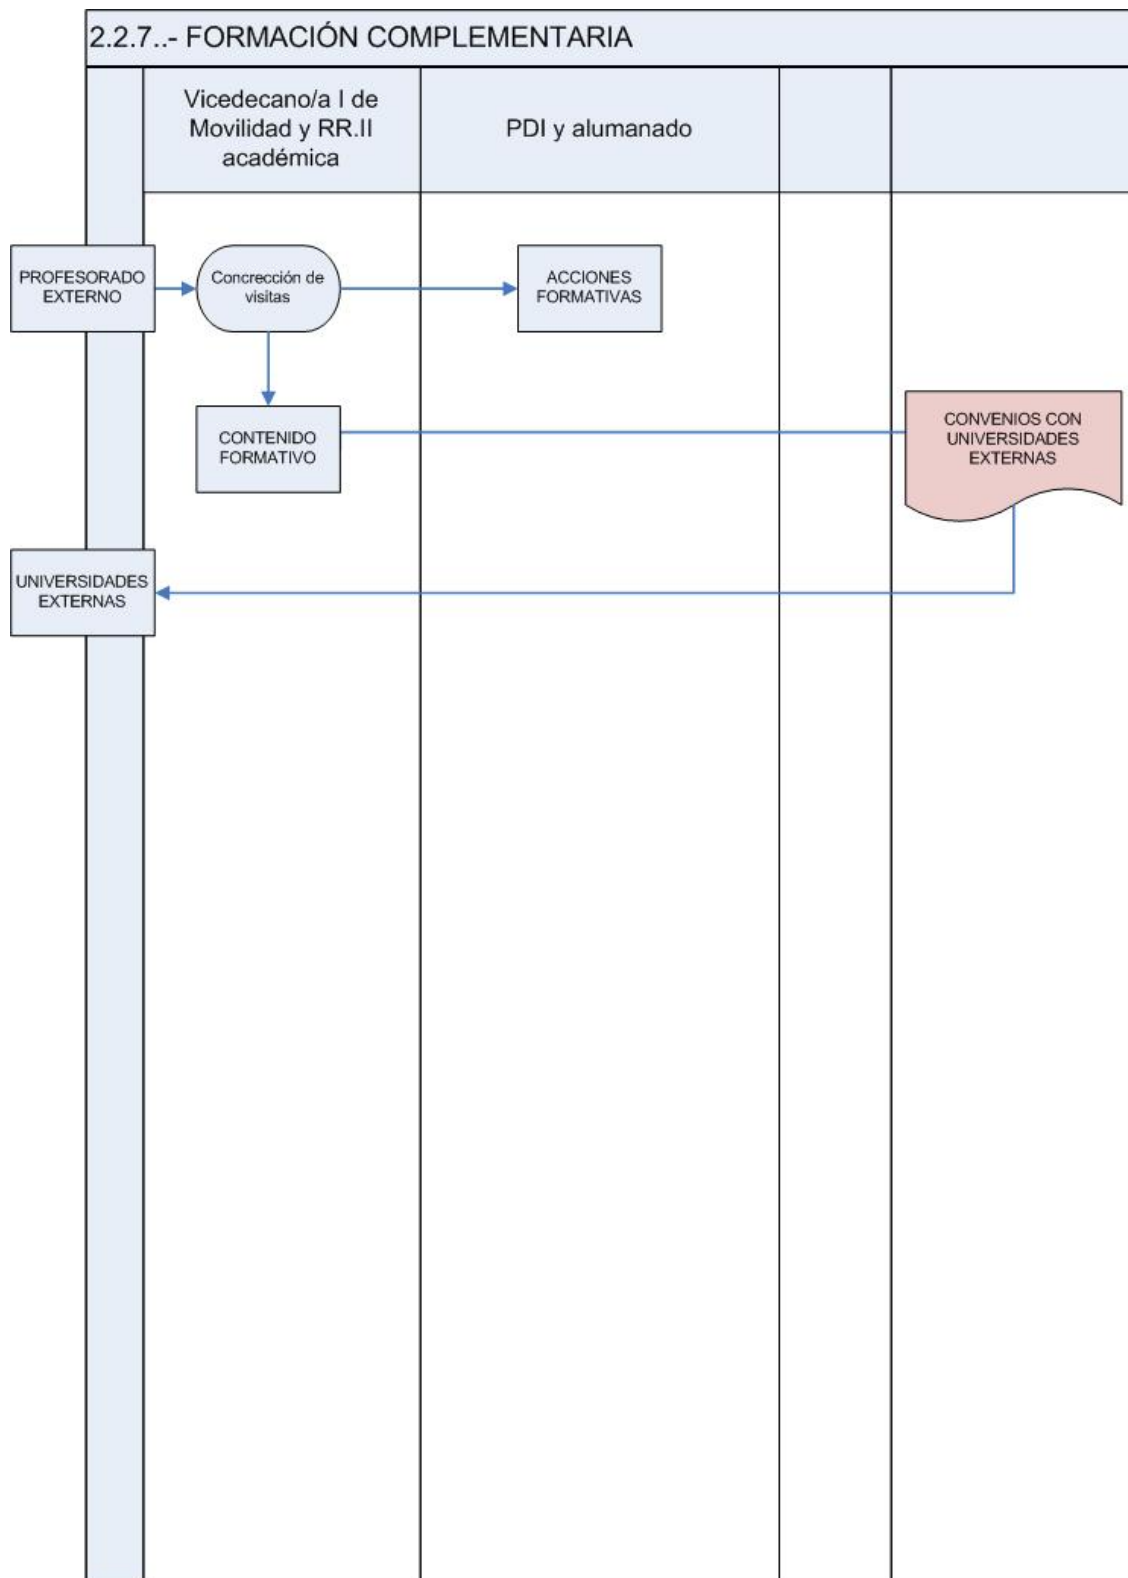 2.2.7..- FORMACIÓN COMPLEMENTARIA
Vicedecano/a I de
Movilidad y RR.II
académica
PDI y alumanado
PROFESORADO
EXTERNO
Concrección de
visitas
ACCIONES
FORMATIVAS
CONTENIDO
FORMATIVO
CONVENIOS CON
UNIVERSIDADES
EXTERNAS
UNIVERSIDADES
EXTERNAS